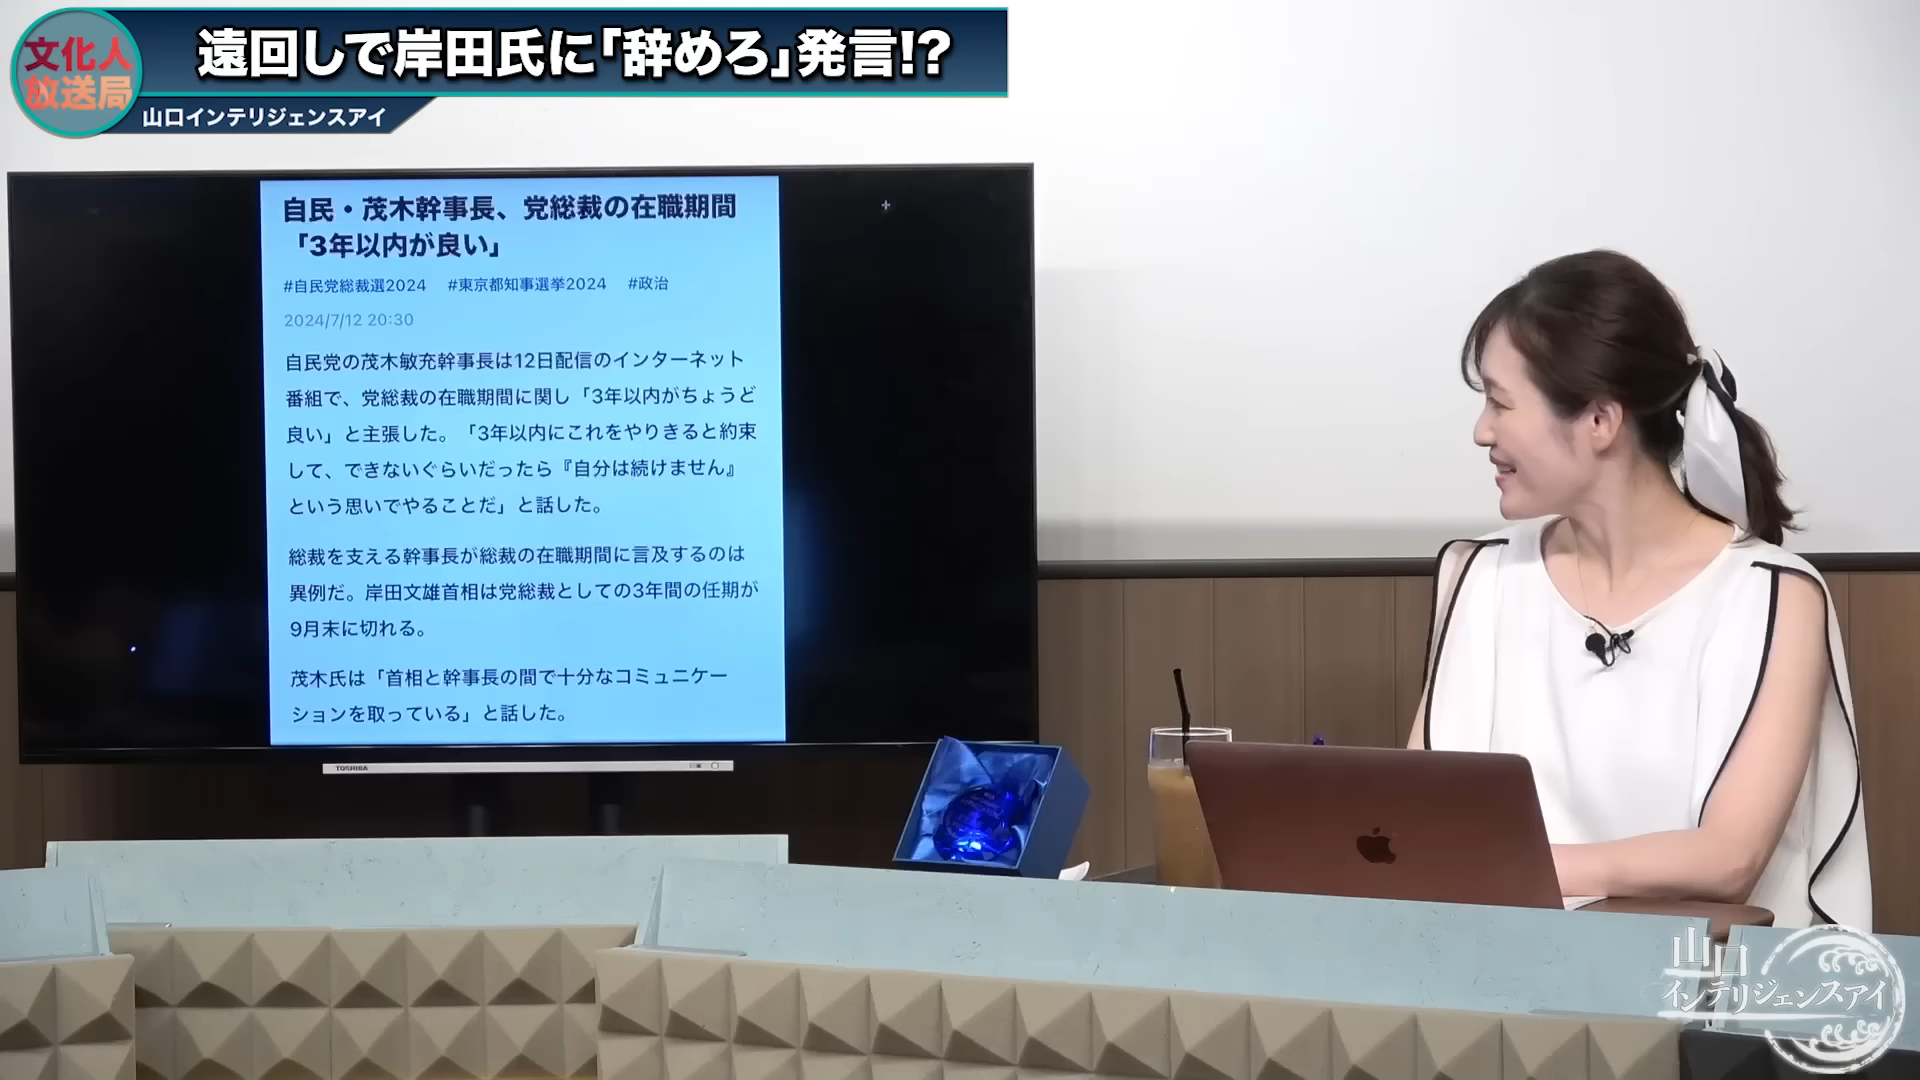 文化人
放送局
遠回しで岸田氏に「辞めろ」発言!?
山口インテリジェンスアイ
自民・茂木幹事長、党総裁の在職期間
「3年以内が良い」
#自民党総裁選2024 #東京都知事選挙2024 #政治
2024/7/12 20:30
自民党の茂木敏充幹事長は12日配信のインターネット
番組で、党総裁の在職期間に関し「3年以内がちょうど
良い」と主張した。「3年以内にこれをやりきると約束
して、できないぐらいだったら『自分は続けません』
という思いでやることだ」と話した。
総裁を支える幹事長が総裁の在職期間に言及するのは
異例だ。岸田文雄首相は党総裁としての3年間の任期が
9月末に切れる。
茂木氏は「首相と幹事長の間で十分なコミュニケー
ションを取っている」と話した。
TOSHIBA
山口
インテリジェンスアイ